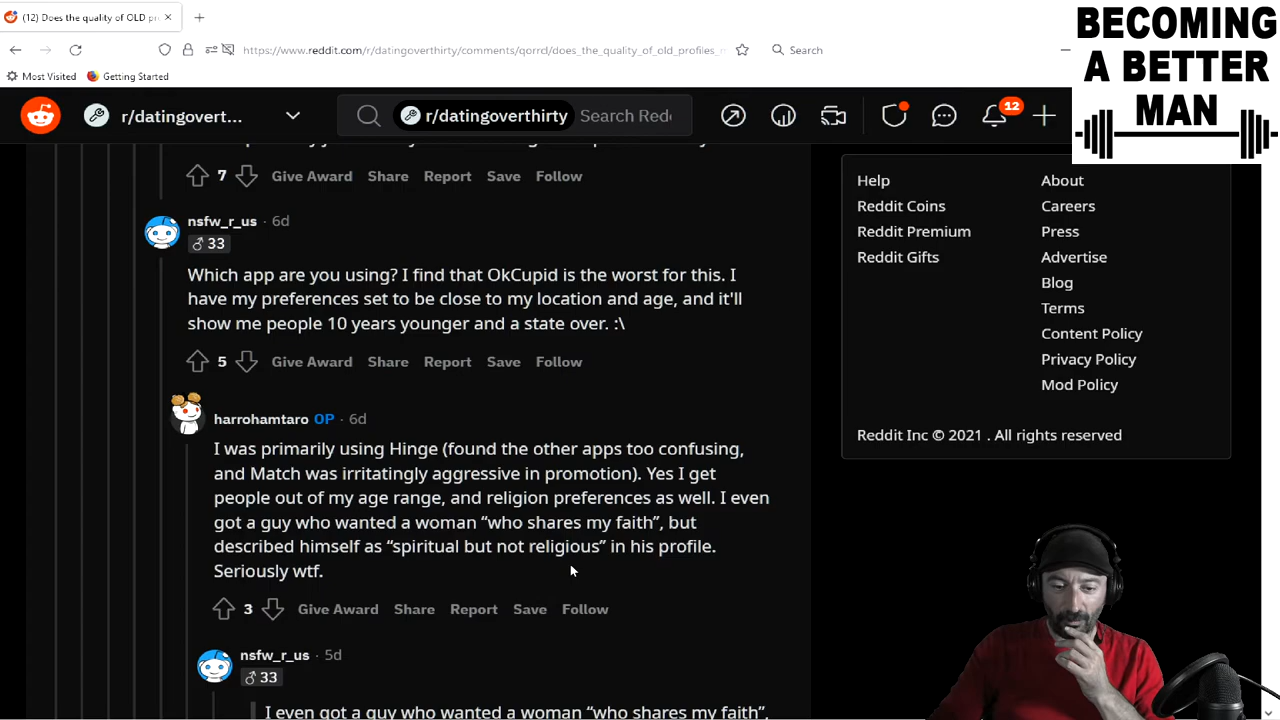 (12) Does the quality of OLD pr
BECOMING
A BETTER
MAN
https://www.reddit.com/r/datingoverthirty/comments/qorrcl/does_the_quality_of_old_profiles_
Search
Most Visited
Getting Started
r/datingovert...
r/datingoverthirty
Search Red
12
7 Give Award Share Report Save Follow
nsfw_r_us · 6d
♂ 33
Which app are you using? I find that OkCupid is the worst for this. I
have my preferences set to be close to my location and age, and it'll
show me people 10 years younger and a state over. :\
5 Give Award Share Report Save Follow
harrohamtaro OP · 6d
I was primarily using Hinge (found the other apps too confusing,
and Match was irritatingly aggressive in promotion). Yes I get
people out of my age range, and religion preferences as well. I even
got a guy who wanted a woman “who shares my faith”, but
described himself as “spiritual but not religious” in his profile.
Seriously wtf.
3 Give Award Share Report Save Follow
nsfw_r_us · 5d
♂ 33
I even got a guy who wanted a woman “who shares my faith”,
Help
Reddit Coins
Reddit Premium
Reddit Gifts
About
Careers
Press
Advertise
Blog
Terms
Content Policy
Privacy Policy
Mod Policy
Reddit Inc © 2021 . All rights reserved